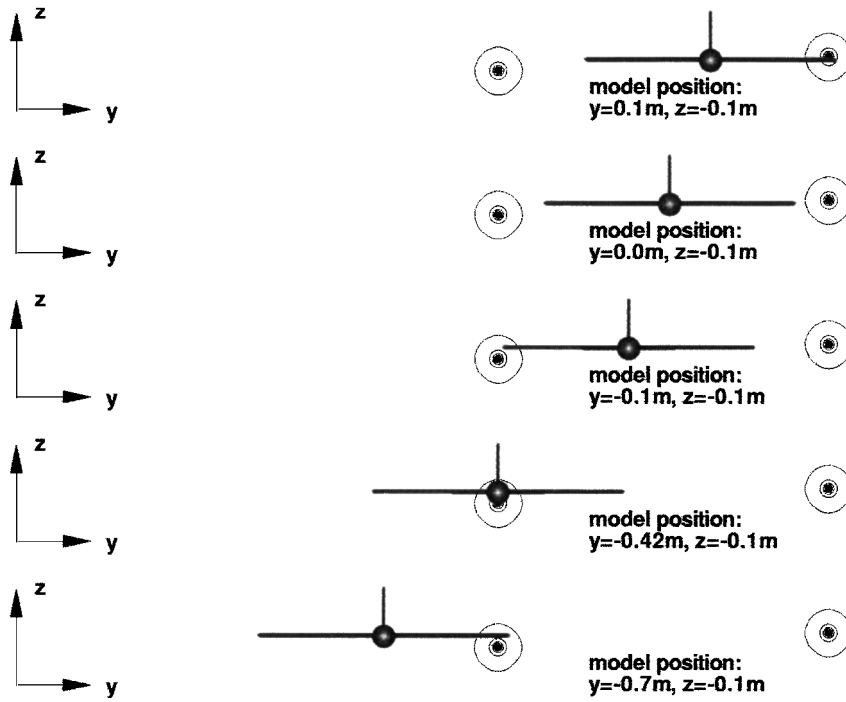 z
y
model position:
y=0.1m, z=-0.1m
z
y
model position:
y=0.0m, z=-0.1m
z
y
model position:
y=-0.1m, z=-0.1m
z
y
model position:
y=-0.42m, z=-0.1m
z
y
model position:
y=-0.7m, z=-0.1m